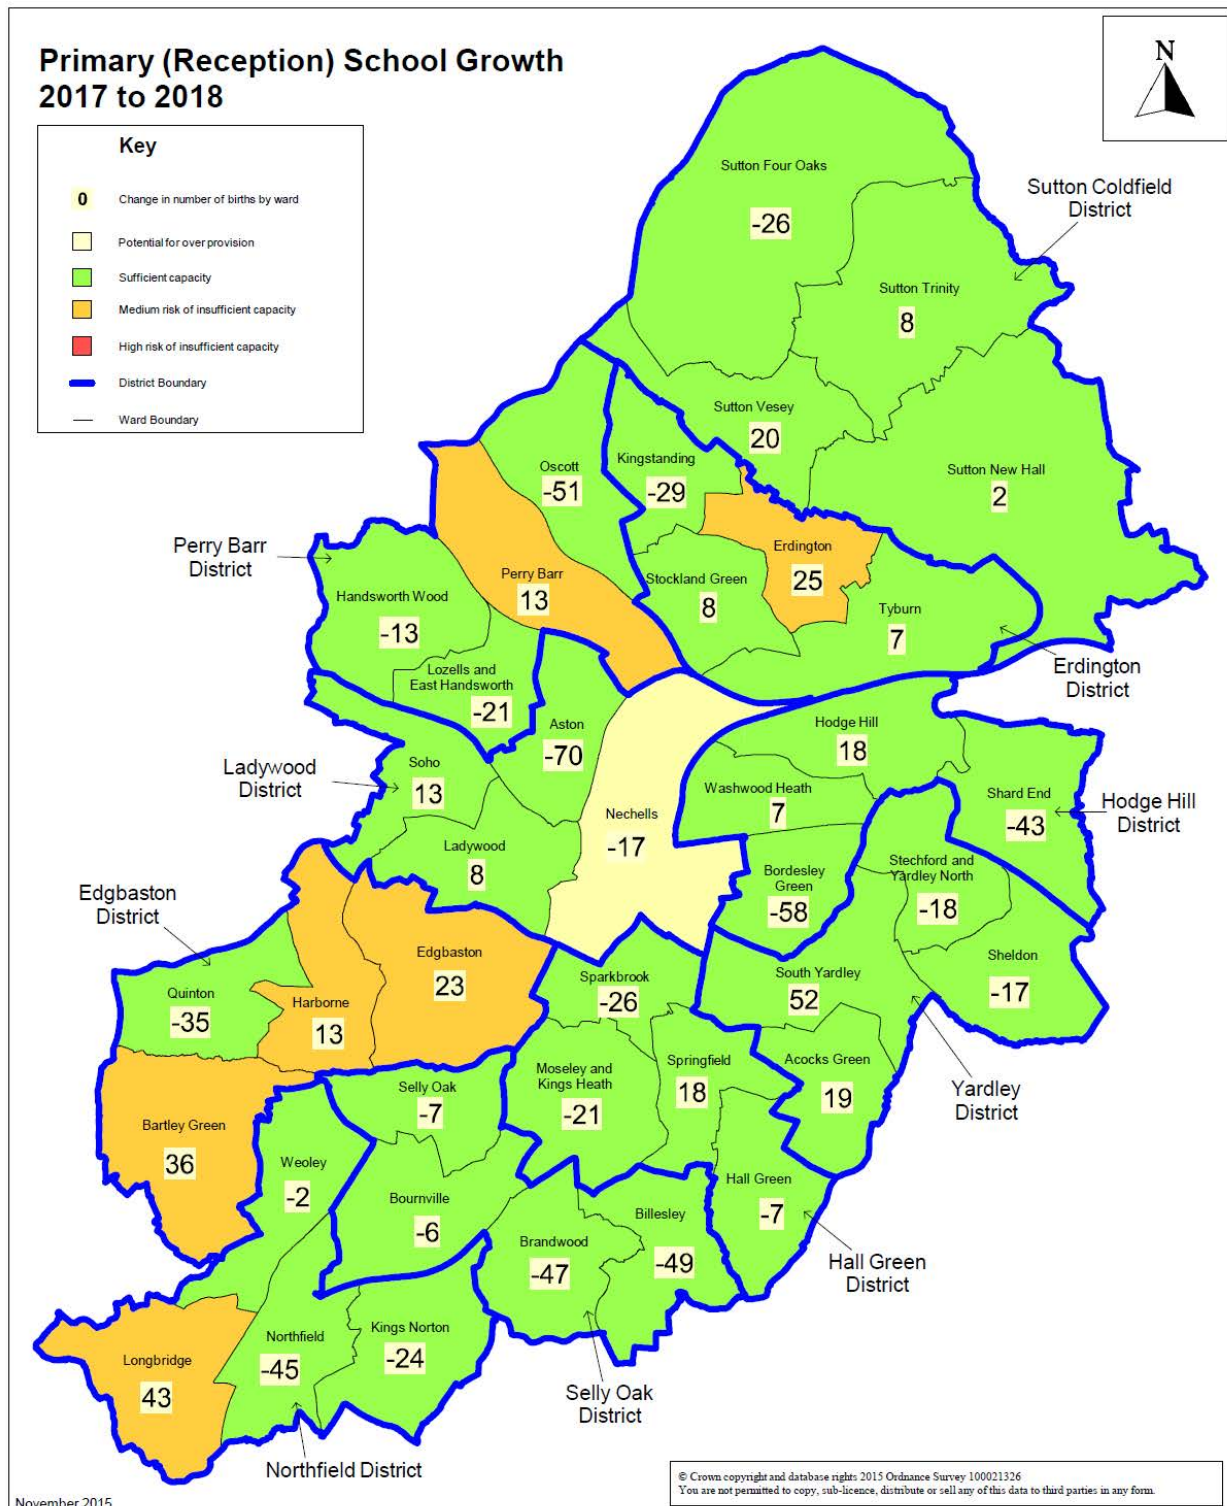 Primary (Reception) School Growth
2017 to 2018
N
Key
0 Change in number of births by ward
Potential for over provision
Sufficient capacity
Medium risk of insufficient capacity
High risk of insufficient capacity
District Boundary
Ward Boundary
Sutton Four Oaks
-26
Sutton Coldfield
District
Sutton Trinity
8
Sutton Vesey
20
Sutton New Hall
2
Oscott
-51
Kingstanding
-29
Perry Barr
District
Erdington
25
Perry Barr
13
Stockland Green
8
Handsworth Wood
-13
Tyburn
7
Erdington
District
Lozells and
East Handsworth
-21
Aston
-70
Hodge Hill
18
Ladywood
District
Soho
13
Washwood Heath
7
Shard End
-43
Hodge Hill
District
Nechells
-17
Ladywood
8
Stechford and
Yardley North
-18
Bordesley
Green
-58
Edgbaston
District
Edgbaston
23
Sparkbrook
-26
South Yardley
52
Sheldon
-17
Quinton
-35
Harborne
13
Moseley and
Kings Heath
-21
Springfield
18
Acocks Green
19
Yardley
District
Selly Oak
-7
Bartley Green
36
Weoley
-2
Bournville
-6
Hall Green
-7
Billesley
-49
Brandwood
-47
Hall Green
District
Northfield
-45
Kings Norton
-24
Longbridge
43
Selly Oak
District
Northfield District
November 2015
© Crown copyright and database rights 2015 Ordnance Survey 100021326
You are not permitted to copy, sub-licence, distribute or sell any of this data to third parties in any form.